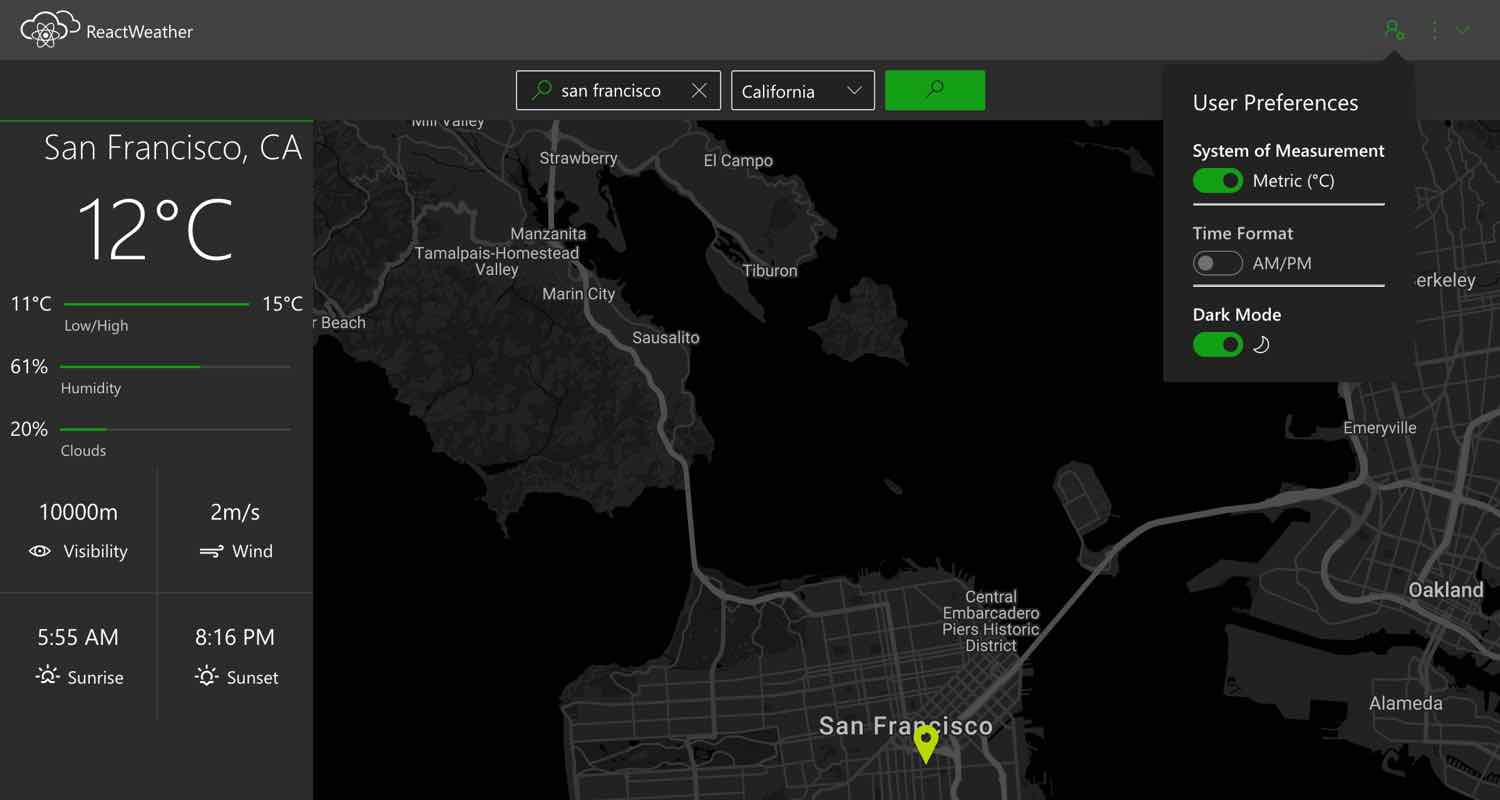 ReactWeather
san francisco
California
San Francisco, CA
12°C
11°C
15°C
Low/High
61%
Humidity
20%
Clouds
10000m
Visibility
2m/s
Wind
5:55 AM
Sunrise
8:16 PM
Sunset
Mill Valley
Strawberry
El Campo
Manzanita
Tamalpais-Homestead
Valley
Tiburon
Marin City
r Beach
Sausalito
erkeley
Emeryville
Central
Embarcadero
Piers Historic
District
Oakland
Alameda
San Francisco
User Preferences
System of Measurement
Metric (°C)
Time Format
AM/PM
Dark Mode